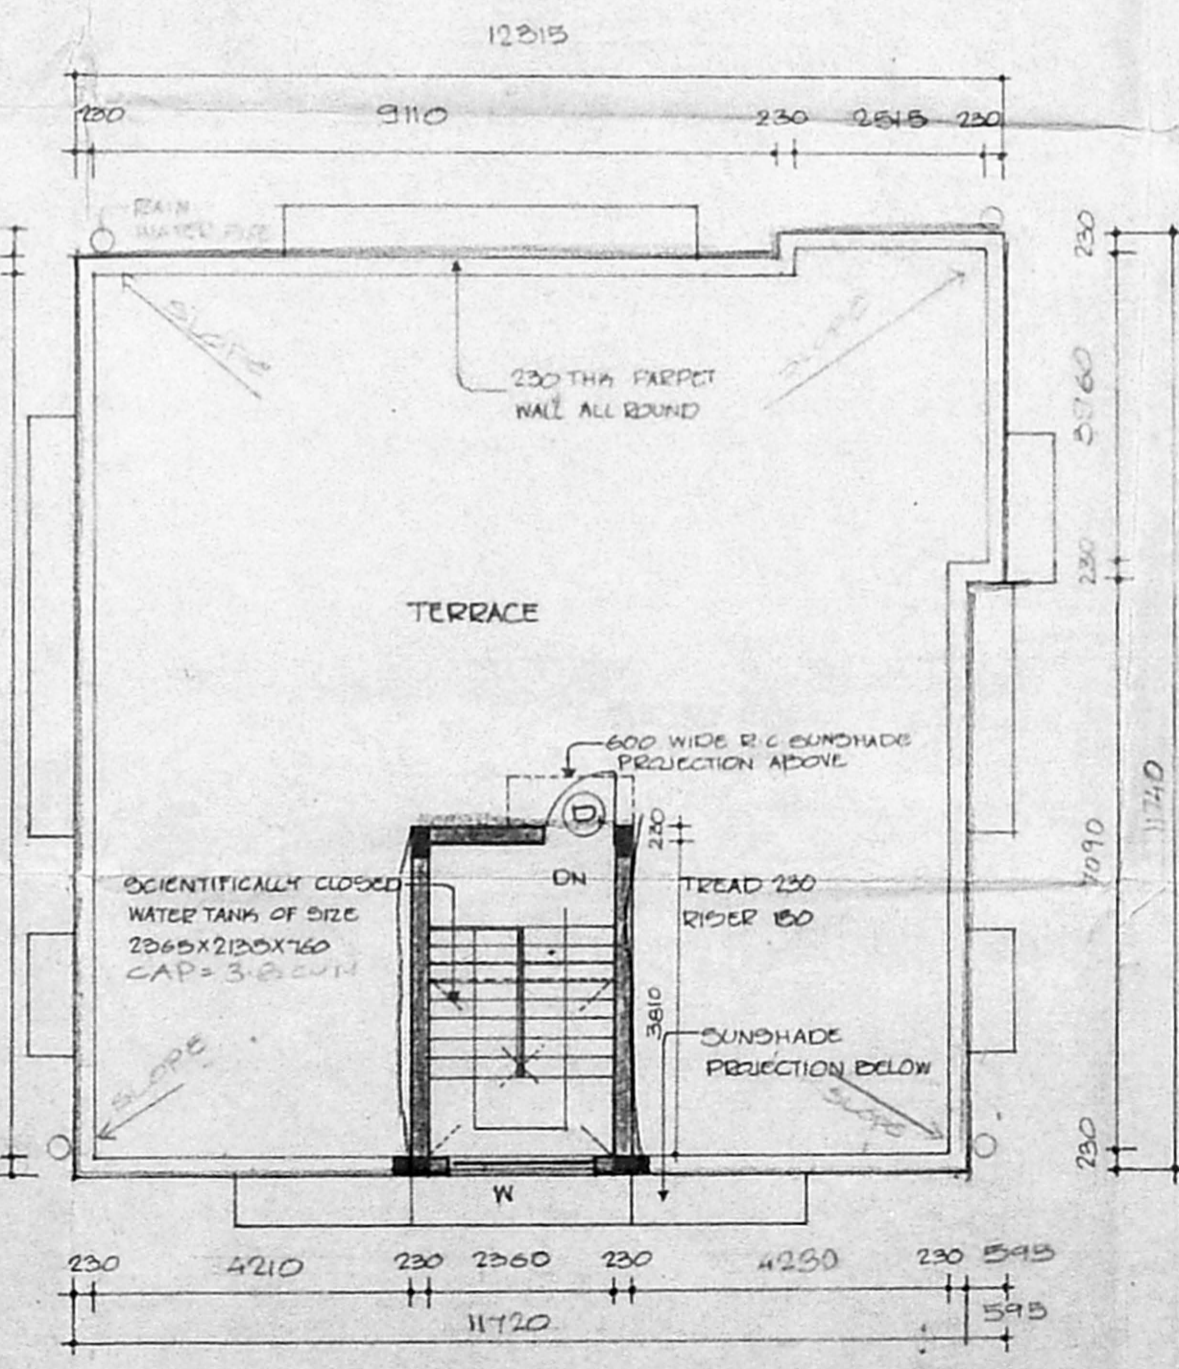 12315
230 9110 230 2515 230
RAIN
WATER PIPE
230
SLOPE
SLOPE
230 THK PARPET
WALL ALL ROUND
3960
230
TERRACE
600 WIDE R.C SUNSHADE
PROJECTION ABOVE
D
230
11740
7090
DN
SCIENTIFICALLY CLOSED
WATER TANK OF SIZE
2365X2135X760
CAP=
TREAD 230
RISER 150
3810
SUNSHADE
PROJECTION BELOW
SLOPE
SLOPE
230
W
230 4210 230 2360 230 4230 230 595
11720
595